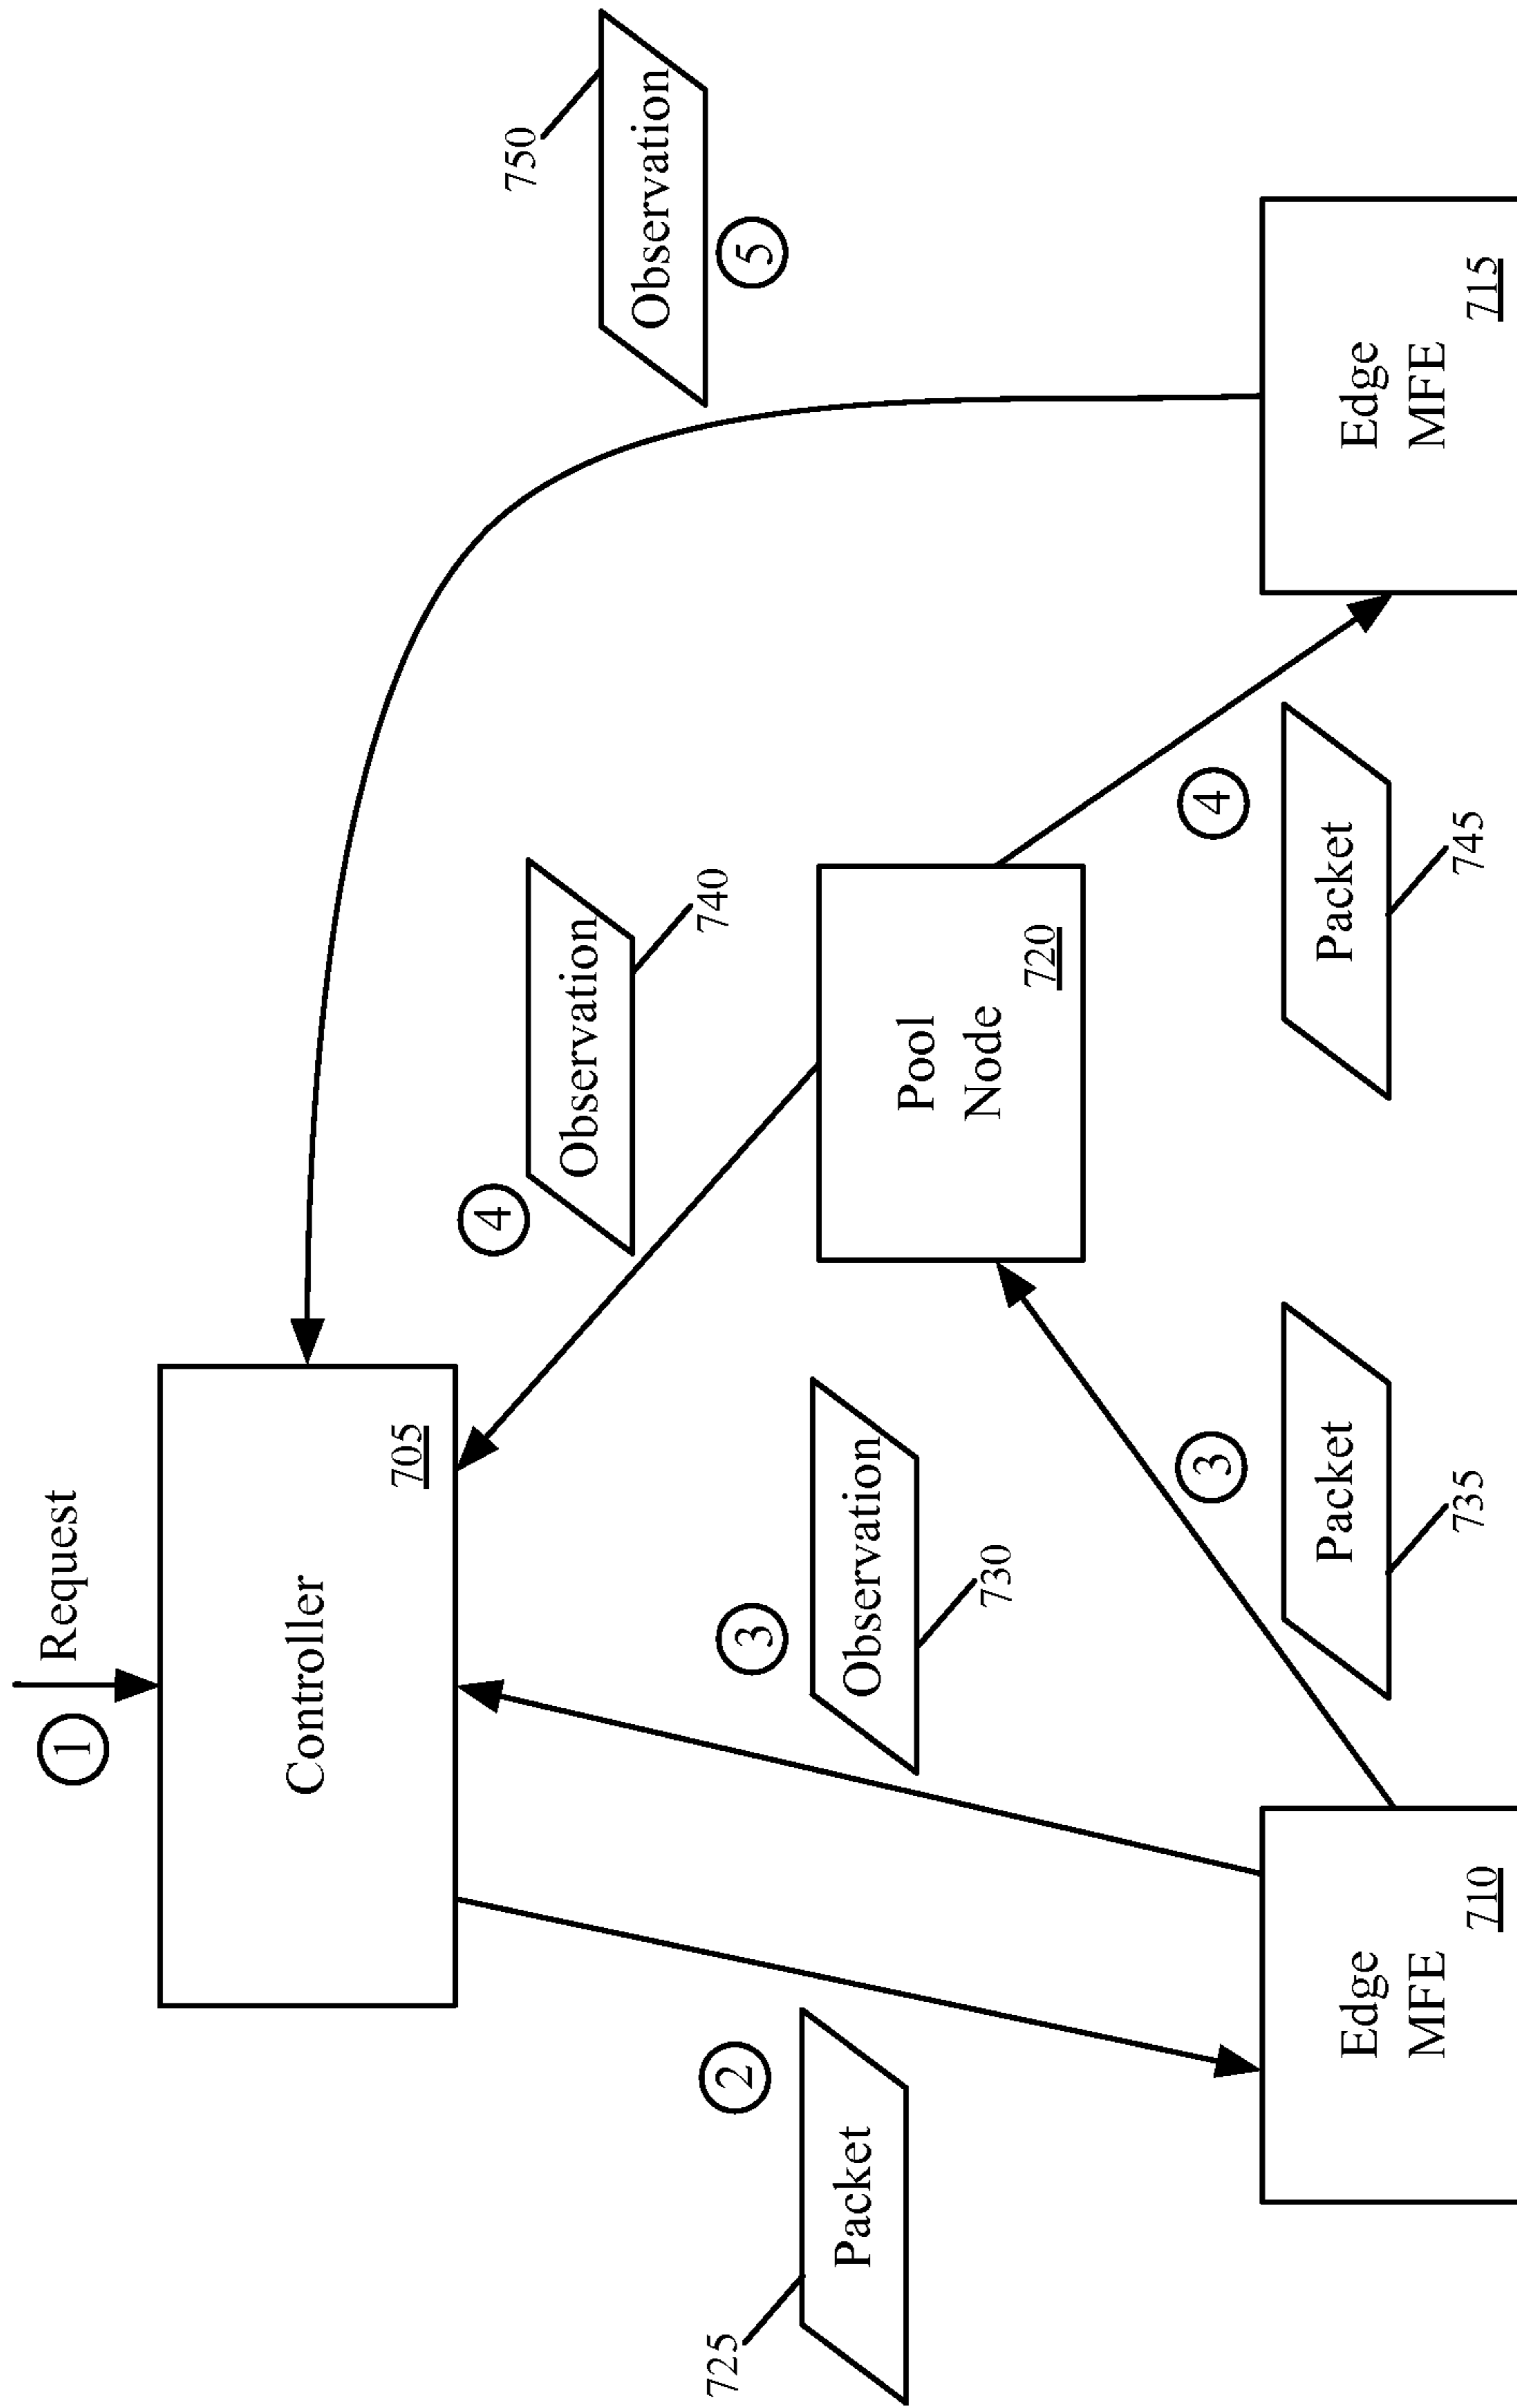 1
Request
Controller
705
2
Packet
725
3
Observation
730
4
Observation
740
5
Observation
750
Pool
Node
720
3
Packet
735
4
Packet
745
Edge
MFE
710
Edge
MFE
715